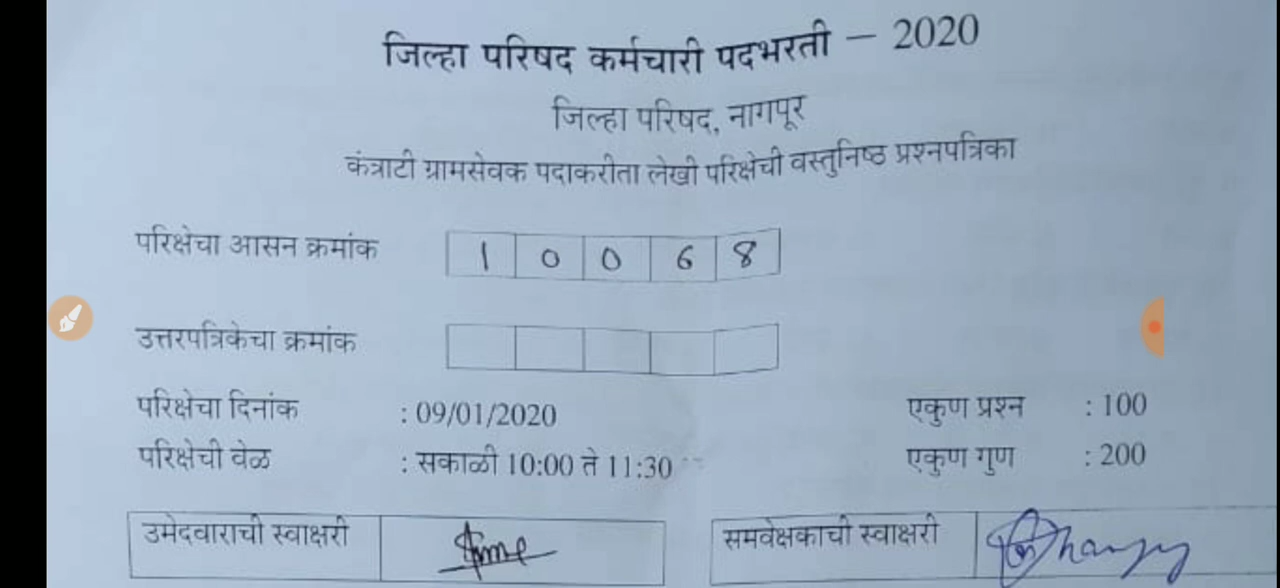 जिल्हा परिषद कर्मचारी पदभरती – 2020
जिल्हा परिषद, नागपूर
कंत्राटी ग्रामसेवक पदाकरीता लेखी परिक्षेची वस्तुनिष्ठ प्रश्नपत्रिका
परिक्षेचा आसन क्रमांक 1 0 0 6 8
उत्तरपत्रिकेचा क्रमांक
परिक्षेचा दिनांक : 09/01/2020 एकुण प्रश्न : 100
परिक्षेची वेळ : सकाळी 10:00 ते 11:30 एकुण गुण : 200
उमेदवाराची स्वाक्षरी समवेक्षकाची स्वाक्षरी